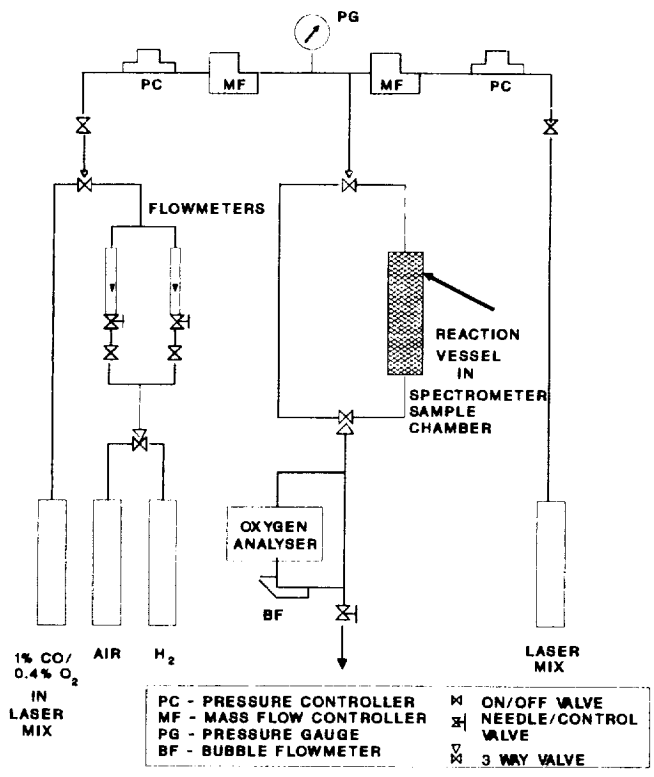 PG
PC
MF
MF
PC
FLOWMETERS
REACTION
VESSEL
IN
SPECTROMETER
SAMPLE
CHAMBER
OXYGEN
ANALYSER
BF
1% CO/
0.4% O₂
IN
LASER
MIX
AIR
H₂
LASER
MIX
PC - PRESSURE CONTROLLER
MF - MASS FLOW CONTROLLER
PG - PRESSURE GAUGE
BF - BUBBLE FLOWMETER
ON/OFF VALVE
NEEDLE/CONTROL
VALVE
3 WAY VALVE